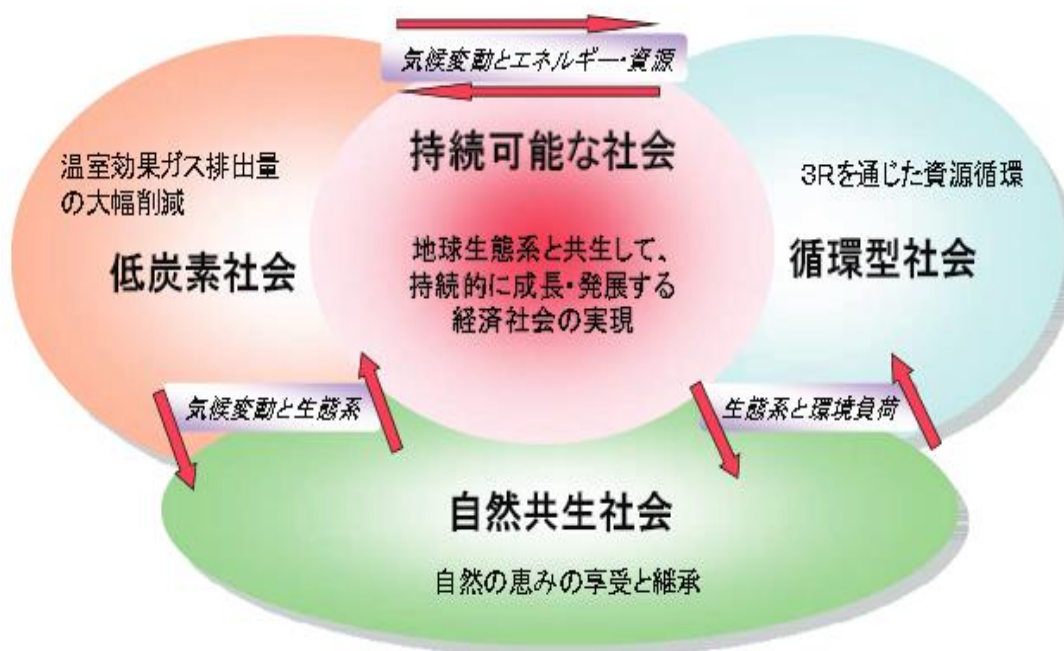 気候変動とエネルギー・資源
持続可能な社会
地球生態系と共生して、
持続的に成長・発展する
経済社会の実現
温室効果ガス排出量
の大幅削減
低炭素社会
3Rを通じた資源循環
循環型社会
気候変動と生態系
生態系と環境負荷
自然共生社会
自然の恵みの享受と継承